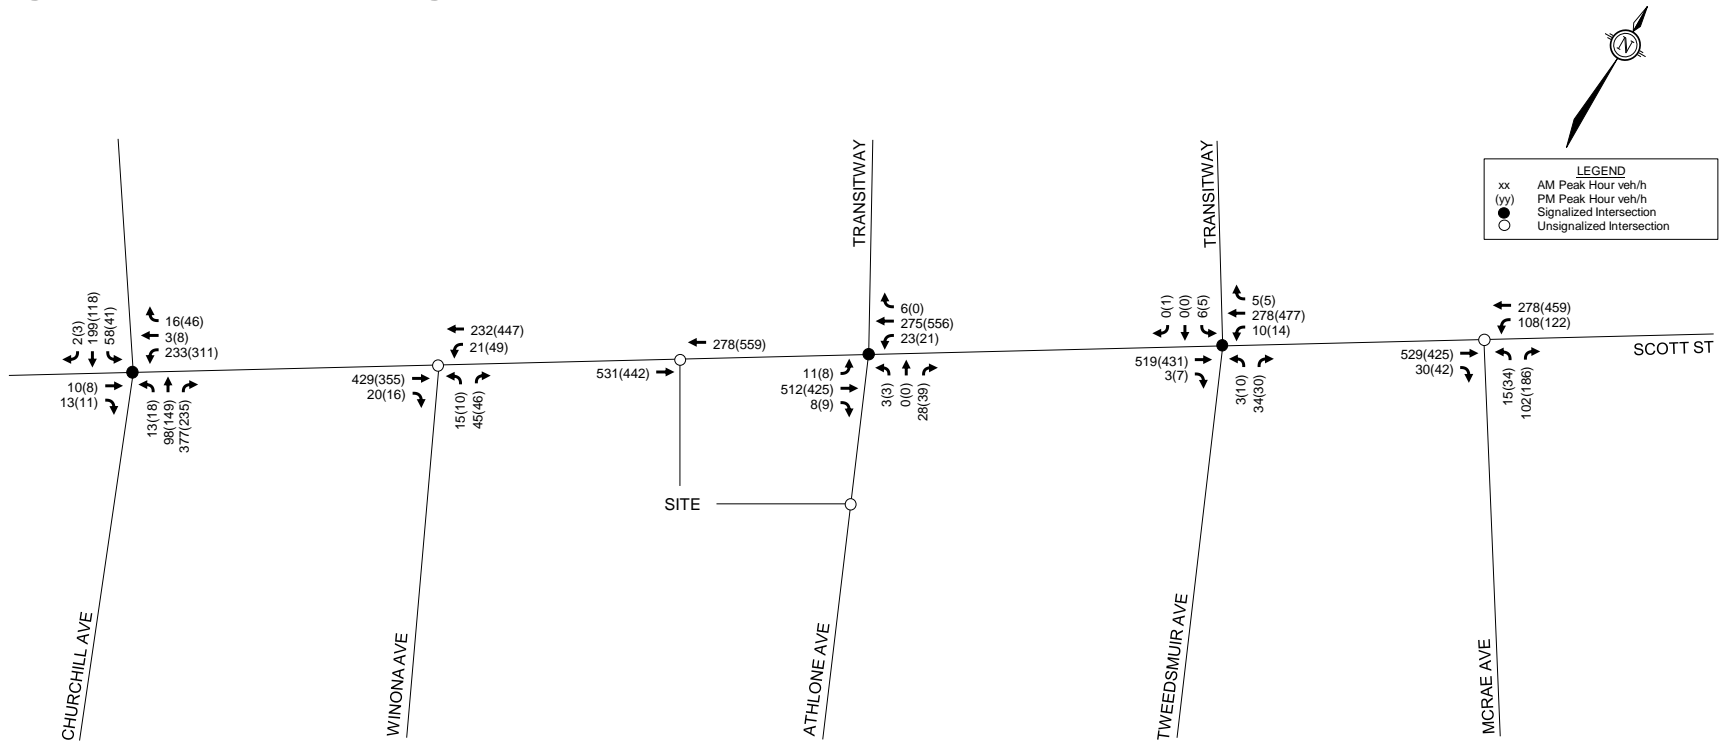 N
LEGEND
xx AM Peak Hour veh/h
(yy) PM Peak Hour veh/h
Signalized Intersection
Unsignalized Intersection
TRANSITWAY
TRANSITWAY
2(3)
199(118)
58(41)
16(46)
3(8)
233(311)
10(8)
13(11)
13(18)
98(149)
377(235)
232(447)
21(49)
429(355)
20(16)
15(10)
45(46)
278(559)
531(442)
6(0)
275(556)
23(21)
11(8)
512(425)
8(9)
3(3)
0(0)
28(39)
0(1)
0(0)
6(5)
5(5)
278(477)
10(14)
519(431)
3(7)
3(10)
34(30)
278(459)
108(122)
529(425)
30(42)
15(34)
102(186)
SCOTT ST
SITE
CHURCHILL AVE
WINONA AVE
ATHLONE AVE
TWEEDSMUIR AVE
MCRAE AVE